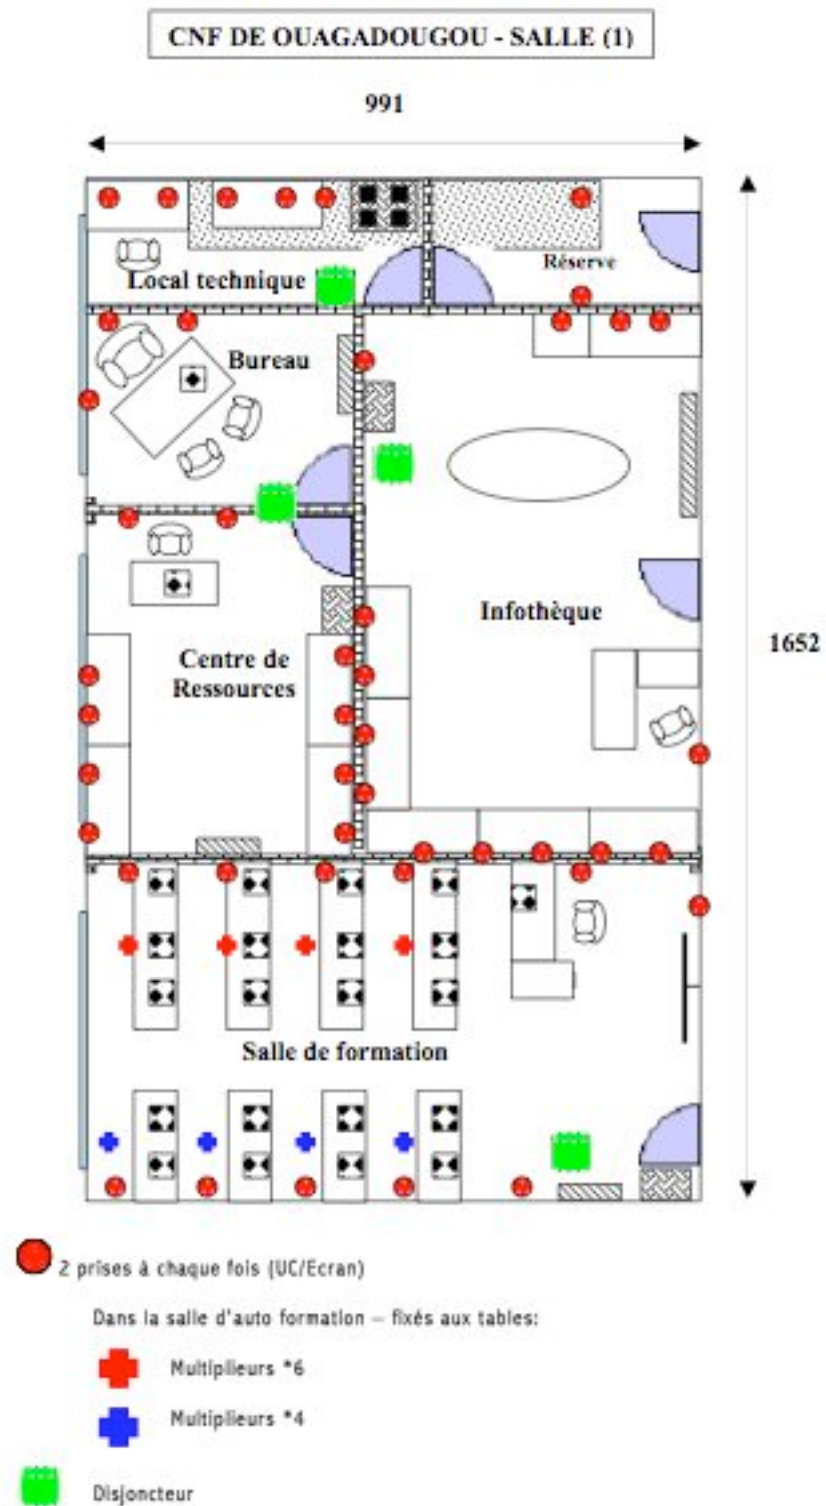 CNF DE OUAGADOUGOU - SALLE (1)
991
Réserve
Local technique
Bureau
Infothèque
1652
Centre de
Ressources
Salle de formation
2 prises à chaque fois (UC/Ecran)
Dans la salle d'auto formation – fixés aux tables:
Multiplieurs *6
Multiplieurs *4
Disjoncteur